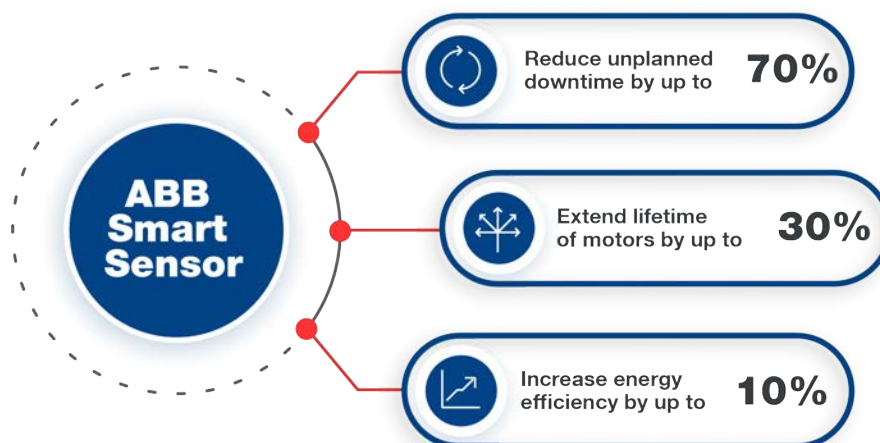 ABB
Smart
Sensor
Reduce unplanned
downtime by up to
70%
Extend lifetime
of motors by up to
30%
Increase energy
efficiency by up to
10%